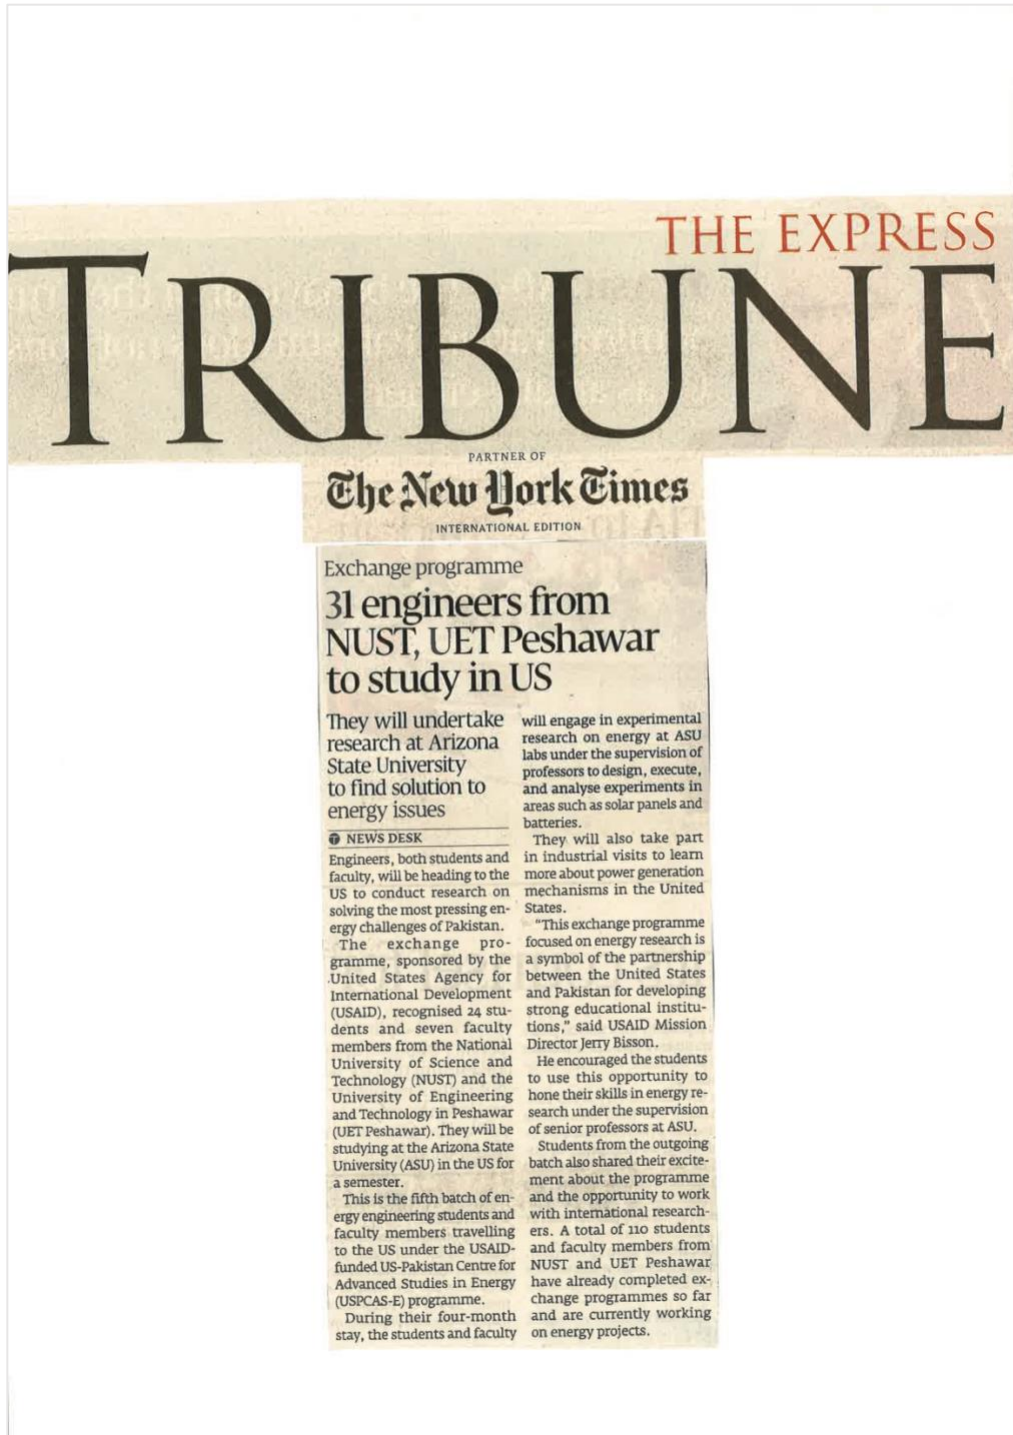 THE EXPRESS
TRIBUNE
PARTNER OF
The New York Times
INTERNATIONAL EDITION
Exchange programme
31 engineers from
NUST, UET Peshawar
to study in US
They will undertake
research at Arizona
State University
to find solution to
energy issues
NEWS DESK
Engineers, both students and
faculty, will be heading to the
US to conduct research on
solving the most pressing en-
ergy challenges of Pakistan.
The exchange pro-
gramme, sponsored by the
United States Agency for
International Development
(USAID), recognised 24 stu-
dents and seven faculty
members from the National
University of Science and
Technology (NUST) and the
University of Engineering
and Technology in Peshawar
(UET Peshawar). They will be
studying at the Arizona State
University (ASU) in the US for
a semester.
This is the fifth batch of en-
ergy engineering students and
faculty members travelling
to the US under the USAID-
funded US-Pakistan Centre for
Advanced Studies in Energy
(USPCAS-E) programme.
During their four-month
stay, the students and faculty
will engage in experimental
research on energy at ASU
labs under the supervision of
professors to design, execute,
and analyse experiments in
areas such as solar panels and
batteries.
They will also take part
in industrial visits to learn
more about power generation
mechanisms in the United
States.
"This exchange programme
focused on energy research is
a symbol of the partnership
between the United States
and Pakistan for developing
strong educational institu-
tions," said USAID Mission
Director Jerry Bisson.
He encouraged the students
to use this opportunity to
hone their skills in energy re-
search under the supervision
of senior professors at ASU.
Students from the outgoing
batch also shared their excite-
ment about the programme
and the opportunity to work
with international research-
ers. A total of 110 students
and faculty members from
NUST and UET Peshawar
have already completed ex-
change programmes so far
and are currently working
on energy projects.